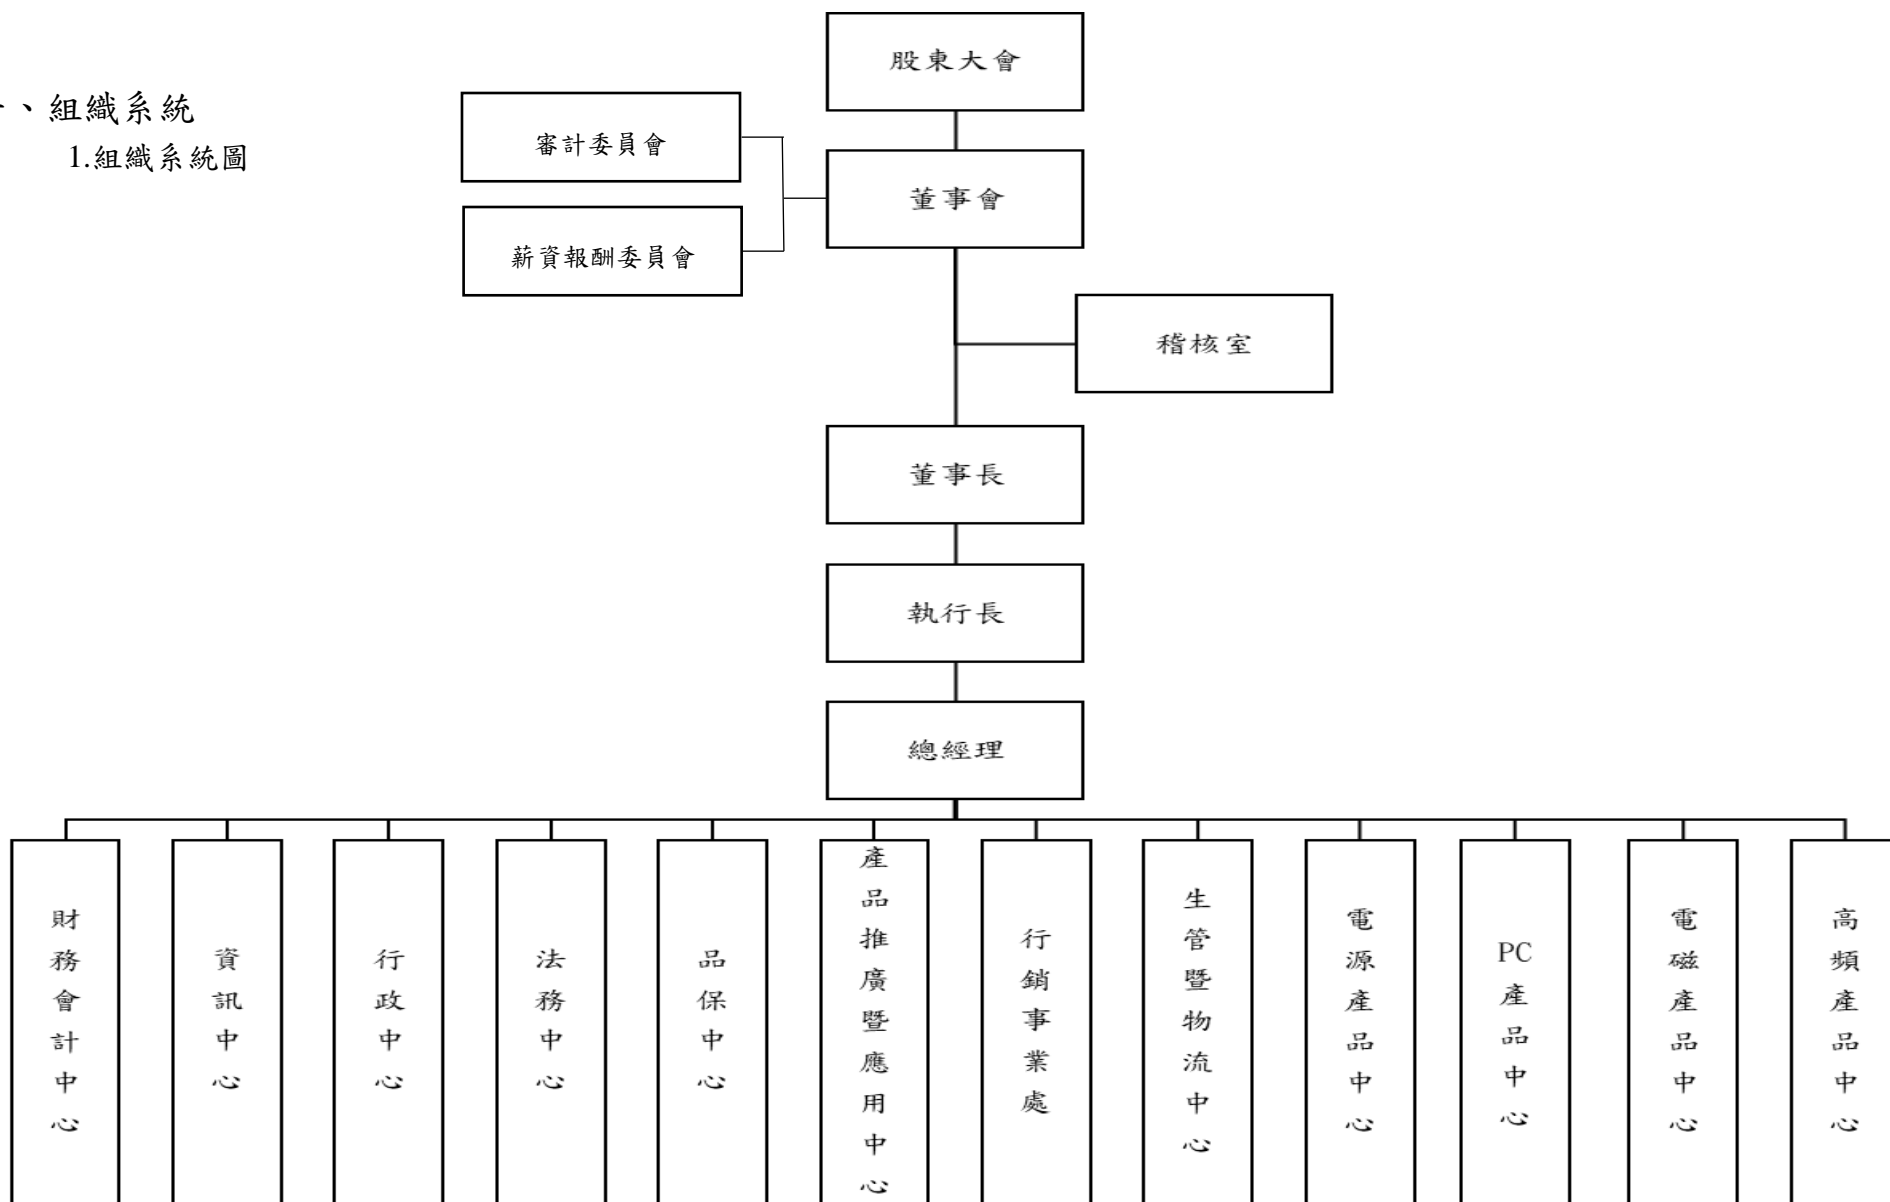 、組織系統
1.組織系統圖
股東大會
審計委員會
董事會
薪資報酬委員會
稽核室
董事長
執行長
總經理
財務會計中心
資訊中心
行政中心
法務中心
品保中心
產品推廣暨應用中心
行銷事業處
生管暨物流中心
電源產品中心
PC產品中心
電磁產品中心
高頻產品中心